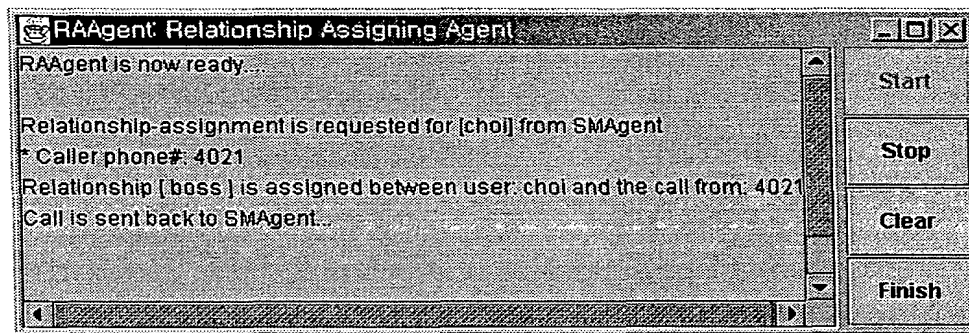 RAAgent: Relationship Assigning Agent
RAAgent is now ready....
Relationship-assignment is requested for [choi] from SMAgent
* Caller phone#: 4021
Relationship [ boss ] is assigned between user: choi and the call from: 4021
Call is sent back to SMAgent...
Start
Stop
Clear
Finish